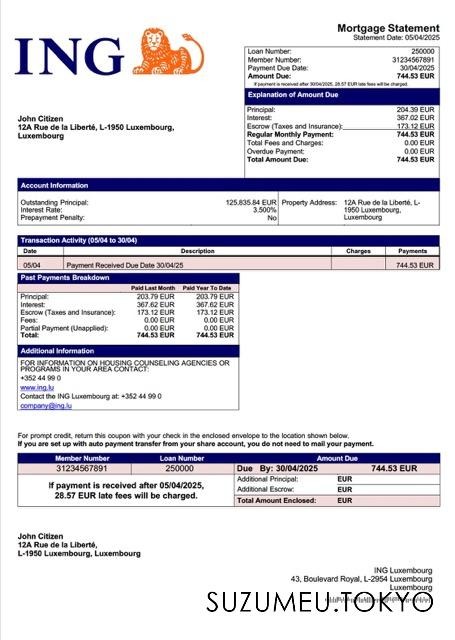 ING
Mortgage Statement
Statement Date: 05/04/2025
Loan Number: 250000
Member Number: 31234567891
Payment Due Date: 30/04/2025
Amount Due: 744.53 EUR
If payment is received after 30/04/2025, 28.57 EUR late fees will be charged.
Explanation of Amount Due
Principal: 204.39 EUR
Interest: 367.02 EUR
Escrow (Taxes and Insurance): 173.12 EUR
Regular Monthly Payment: 744.53 EUR
Total Fees and Charges: 0.00 EUR
Overdue Payment: 0.00 EUR
Total Amount Due: 744.53 EUR
John Citizen
12A Rue de la Liberté, L-1950 Luxembourg,
Luxembourg
Account Information
Outstanding Principal: 125,835.84 EUR
Interest Rate: 3.500%
Prepayment Penalty: No
Property Address: 12A Rue de la Liberté, L-
1950 Luxembourg,
Luxembourg
Transaction Activity (05/04 to 30/04)
Date Description Charges Payments
05/04 Payment Received Due Date 30/04/25 744.53 EUR
Past Payments Breakdown
Paid Last Month Paid Year To Date
Principal: 203.79 EUR 203.79 EUR
Interest: 367.62 EUR 367.62 EUR
Escrow (Taxes and Insurance): 173.12 EUR 173.12 EUR
Fees: 0.00 EUR 0.00 EUR
Partial Payment (Unapplied): 0.00 EUR 0.00 EUR
Total: 744.53 EUR 744.53 EUR
Additional Information
FOR INFORMATION ON HOUSING COUNSELING AGENCIES OR
PROGRAMS IN YOUR AREA CONTACT:
+352 44 99 0
www.ing.lu
Contact the ING Luxembourg at: +352 44 99 0
company@ing.lu
For prompt credit, return this coupon with your check in the enclosed envelope to the location shown below.
If you are set up with auto payment transfer from your share account, you do not need to mail your payment.
Member Number Loan Number Amount Due
31234567891 250000 Due By: 30/04/2025 744.53 EUR
If payment is received after 05/04/2025,
28.57 EUR late fees will be charged.
Additional Principal: EUR
Additional Escrow: EUR
Total Amount Enclosed: EUR
John Citizen
12A Rue de la Liberté,
L-1950 Luxembourg, Luxembourg
ING Luxembourg
43, Boulevard Royal, L-2954 Luxembourg
Luxembourg
SUZUMEU.TOKYO